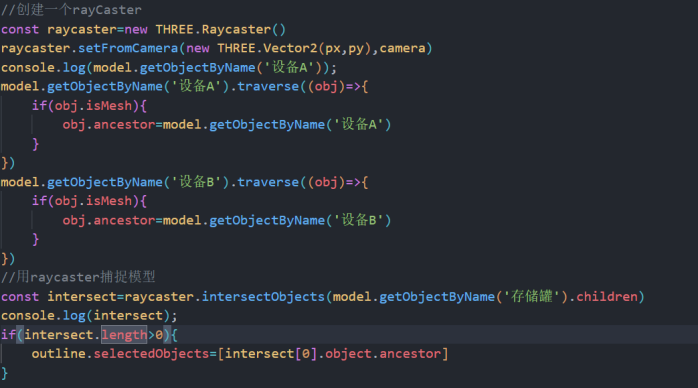 //创建一个rayCaster
const raycaster=new THREE.Raycaster()
raycaster.setFromCamera(new THREE.Vector2(px,py),camera)
console.log(model.getObjectByName('设备A'));
model.getObjectByName('设备A').traverse((obj)=>{
    if(obj.isMesh){
        obj.ancestor=model.getObjectByName('设备A')
    }
})
model.getObjectByName('设备B').traverse((obj)=>{
    if(obj.isMesh){
        obj.ancestor=model.getObjectByName('设备B')
    }
})
//用raycaster捕捉模型
const intersect=raycaster.intersectObjects(model.getObjectByName('存储罐').children)
console.log(intersect);
if(intersect.length>0){
    outline.selectedObjects=[intersect[0].object.ancestor]
}